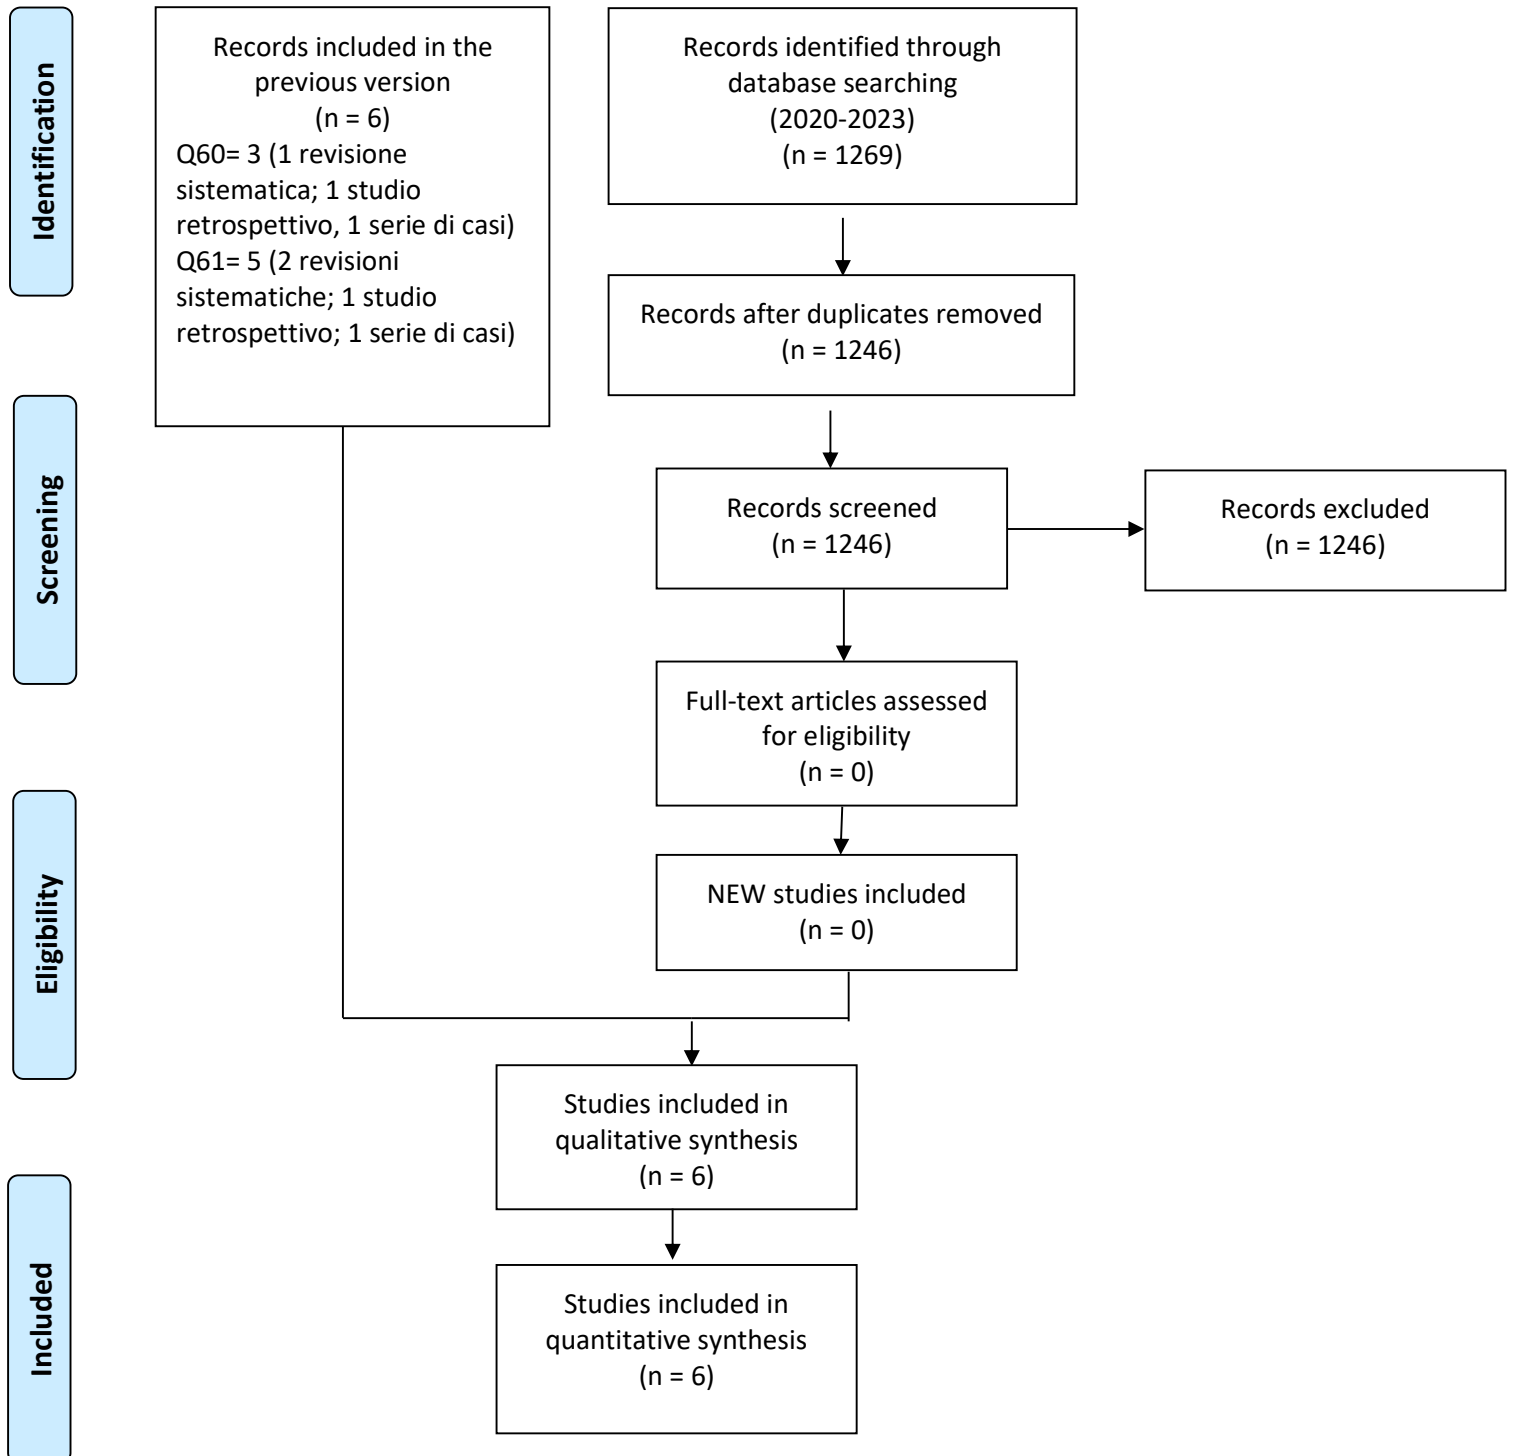 Identification
Records included in the
previous version
(n = 6)
Q60= 3 (1 revisione
sistematica; 1 studio
retrospettivo, 1 serie di casi)
Q61= 5 (2 revisioni
sistematiche; 1 studio
retrospettivo; 1 serie di casi)
Records identified through
database searching
(2020-2023)
(n = 1269)
Records after duplicates removed
(n = 1246)
Screening
Records screened
(n = 1246)
Records excluded
(n = 1246)
Full-text articles assessed
for eligibility
(n = 0)
Eligibility
NEW studies included
(n = 0)
Studies included in
qualitative synthesis
(n = 6)
Included
Studies included in
quantitative synthesis
(n = 6)